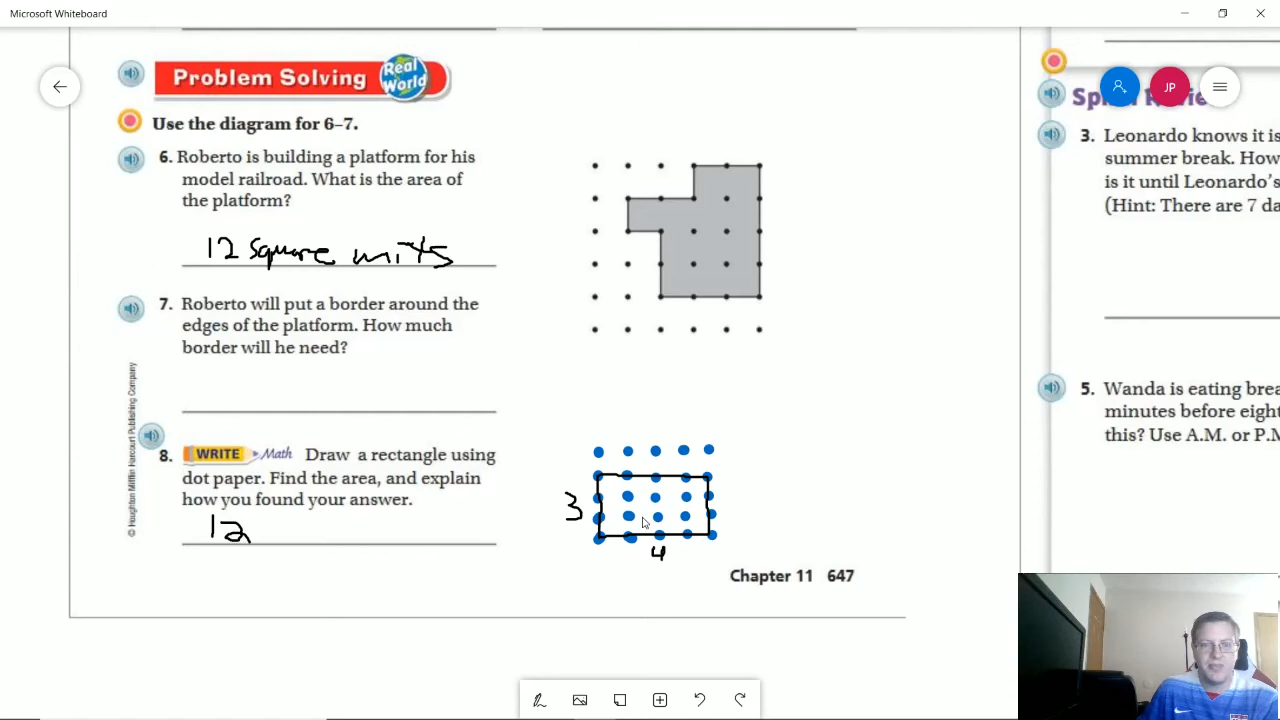 Microsoft Whiteboard
Problem Solving Real World
Use the diagram for 6–7.
6. Roberto is building a platform for his
model railroad. What is the area of
the platform?
12 square units
7. Roberto will put a border around the
edges of the platform. How much
border will he need?
8. WRITE Math Draw a rectangle using
dot paper. Find the area, and explain
how you found your answer.
12
3
4
© Houghton Mifflin Harcourt Publishing Company
Chapter 11 647
JP
3. Leonardo knows it is
summer break. How
is it until Leonardo's
(Hint: There are 7 da
5. Wanda is eating brea
minutes before eigh
this? Use A.M. or P.M